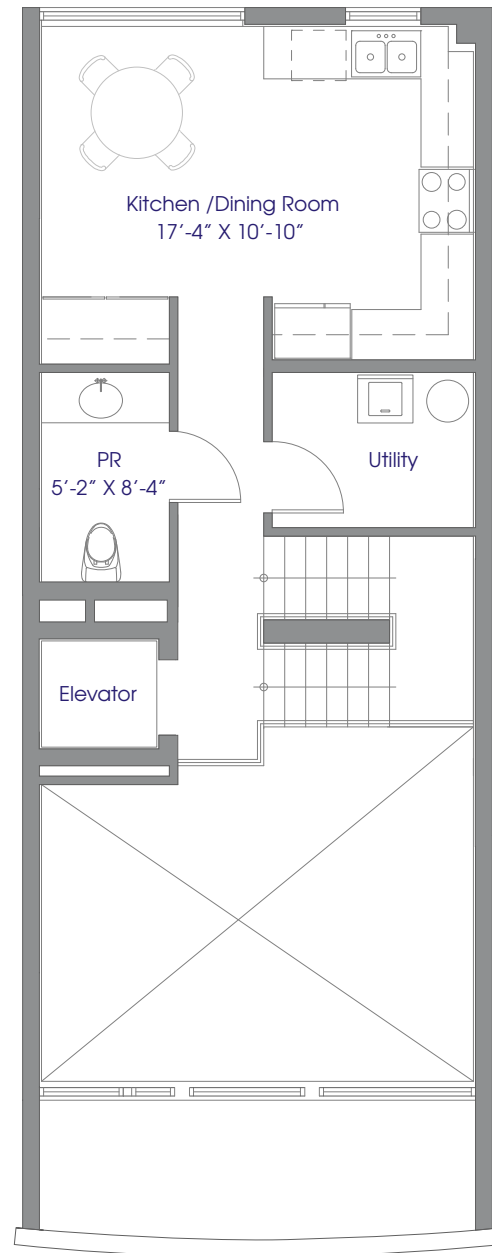 Kitchen /Dining Room
17’-4” X 10’-10”
PR
5’-2” X 8’-4”
Utility
Elevator